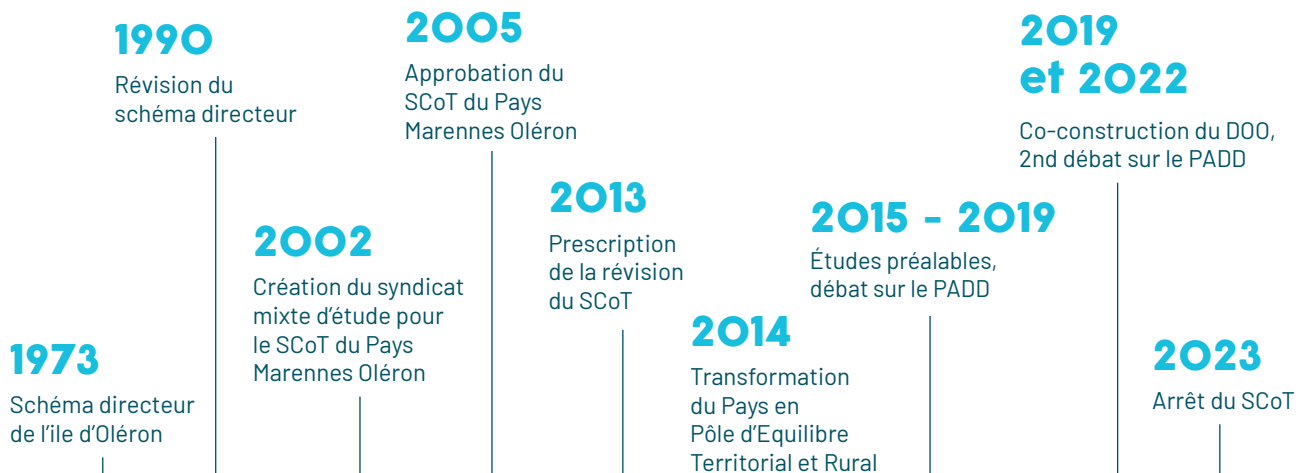 1973
Schéma directeur
de l'ile d'Oléron
1990
Révision du
schéma directeur
2002
Création du syndicat
mixte d'étude pour
le SCoT du Pays
Marennes Oléron
2005
Approbation du
SCoT du Pays
Marennes Oléron
2013
Prescription
de la révision
du SCoT
2014
Transformation
du Pays en
Pôle d'Equilibre
Territorial et Rural
2015 - 2019
Études préalables,
débat sur le PADD
2019
et 2022
Co-construction du DOO,
2nd débat sur le PADD
2023
Arrêt du SCoT